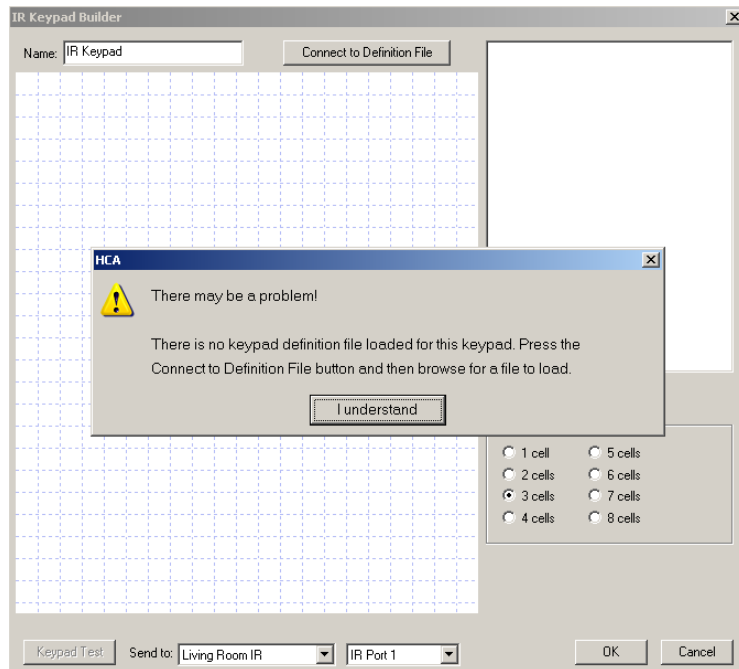 IR Keypad Builder
Name: IR Keypad
Connect to Definition File
HCA
There may be a problem!
There is no keypad definition file loaded for this keypad. Press the
Connect to Definition File button and then browse for a file to load.
I understand
1 cell 5 cells
2 cells 6 cells
3 cells 7 cells
4 cells 8 cells
Keypad Test Send to: Living Room IR IR Port 1 OK Cancel